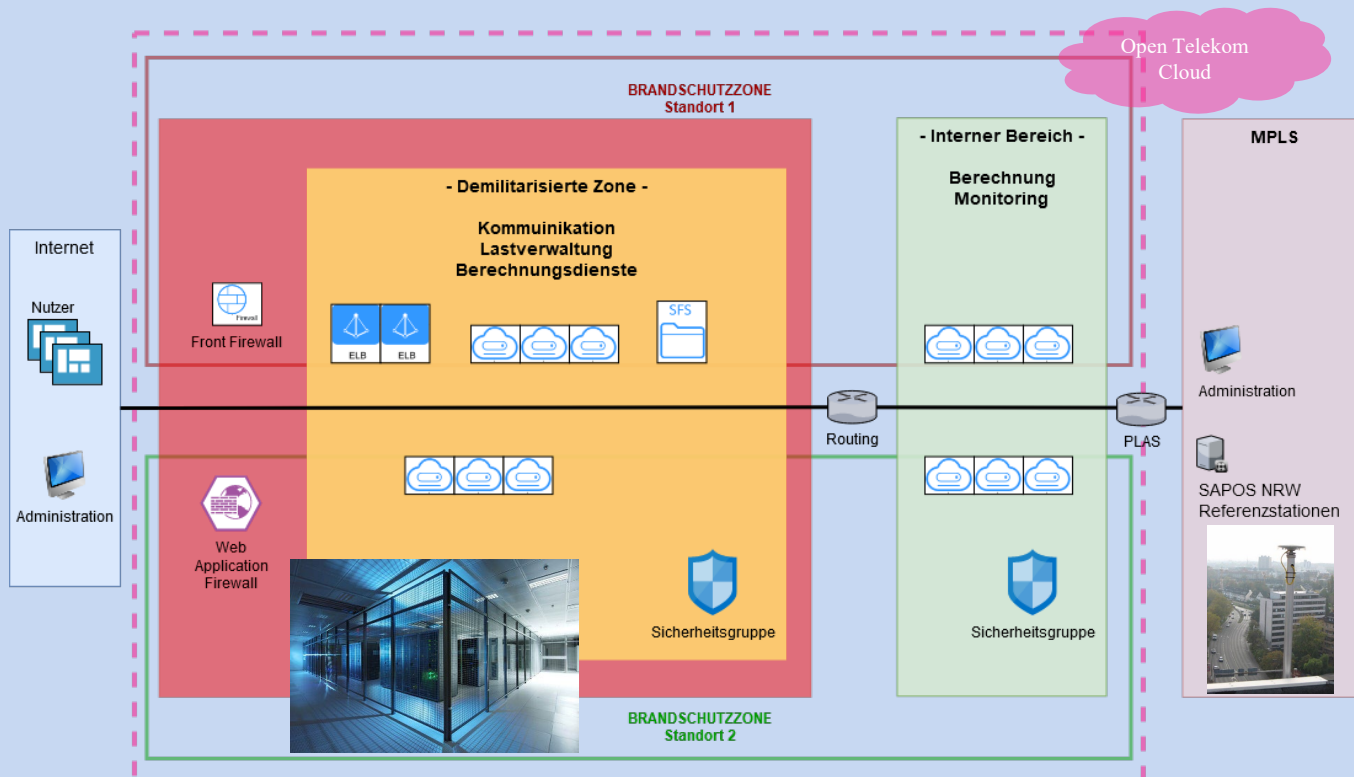 Open Telekom
Cloud
BRANDSCHUTZZONE
Standort 1
- Demilitarisierte Zone -
Kommuinikation
Lastverwaltung
Berechnungsdienste
- Interner Bereich -
Berechnung
Monitoring
MPLS
Internet
Nutzer
Firewall
Front Firewall
ELB
ELB
SFS
Administration
Routing
PLAS
Administration
Web
Application
Firewall
Sicherheitsgruppe
Sicherheitsgruppe
SAPOS NRW
Referenzstationen
BRANDSCHUTZZONE
Standort 2